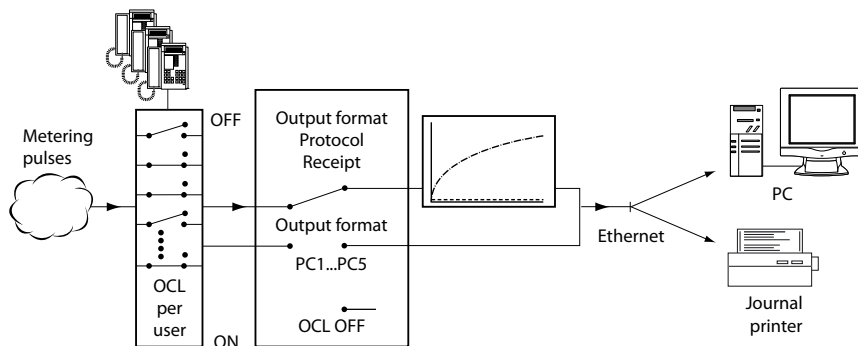 Metering
pulses
OFF
OCL
per
user
ON
Output format
Protocol
Receipt
Output format
PC1...PC5
OCL OFF
Ethernet
PC
Journal
printer